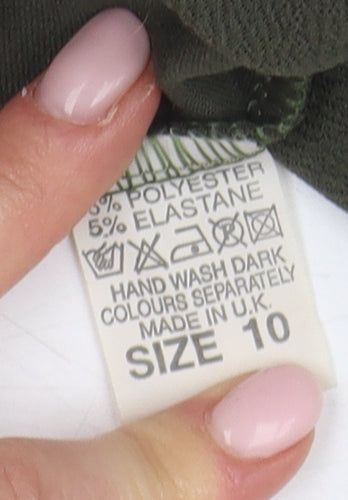 % POLYESTER
5% ELASTANE
HAND WASH DARK
COLOURS SEPARATELY
MADE IN U.K.
SIZE 10